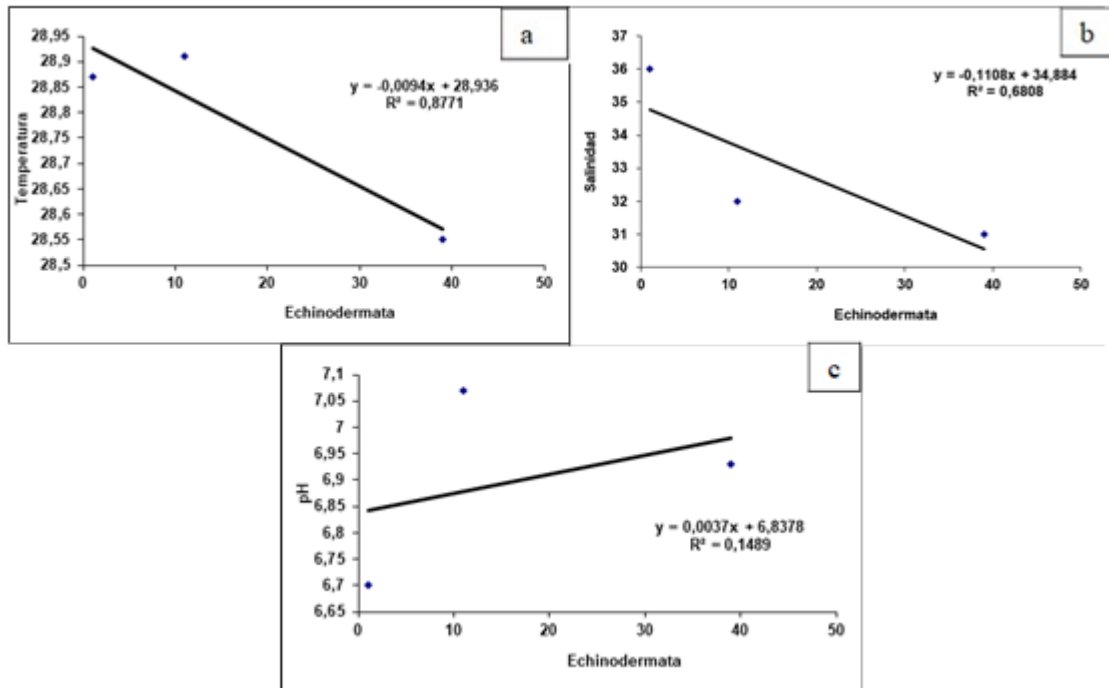 a
28,95
28,9
28,85
28,8
28,75
28,7
28,65
28,6
28,55
28,5
Temperatura
y = -0,0094x + 28,936
R² = 0,8771
0 10 20 30 40 50
Echinodermata
b
37
36
35
34
33
32
31
30
Salinidad
y = -0,1108x + 34,884
R² = 0,6808
0 10 20 30 40 50
Echinodermata
c
7,1
7,05
7
6,95
6,9
6,85
6,8
6,75
6,7
6,65
pH
y = 0,0037x + 6,8378
R² = 0,1489
0 10 20 30 40 50
Echinodermata